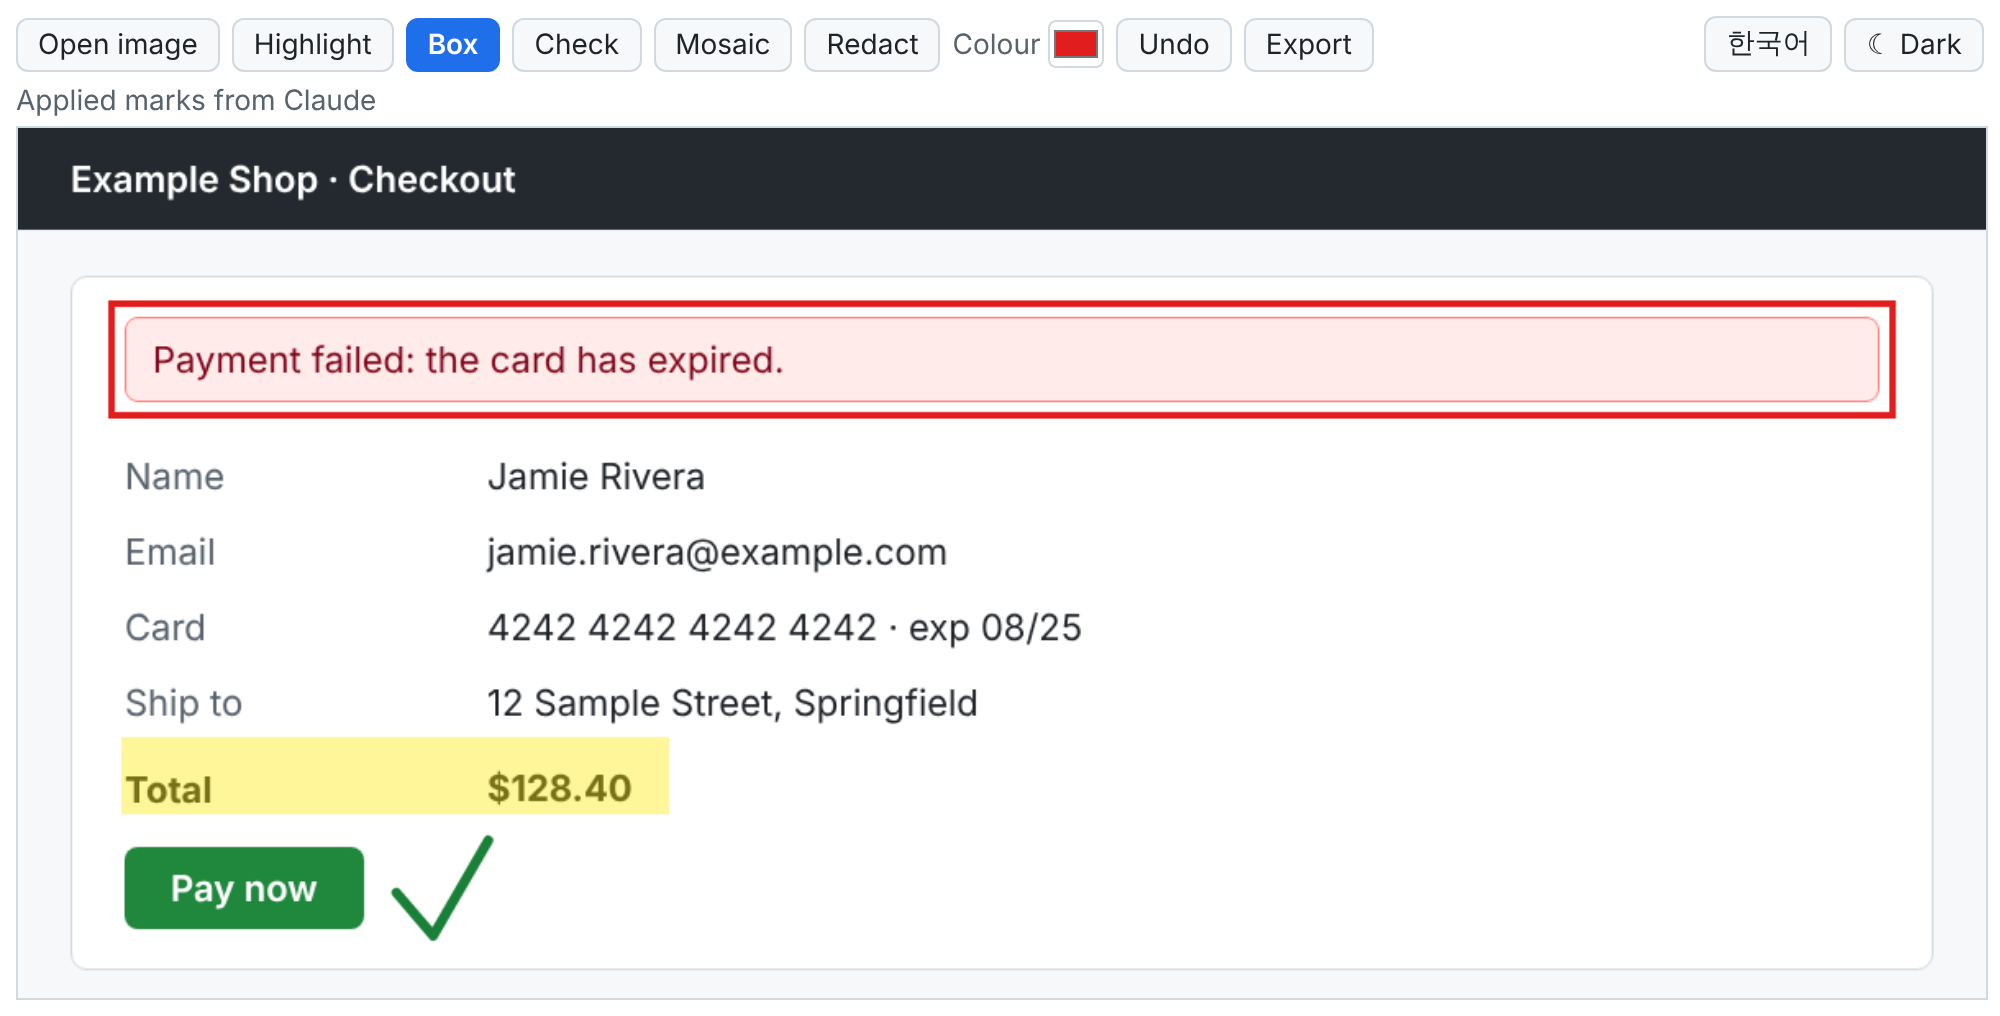 Open image Highlight Box Check Mosaic Redact Colour Undo Export 한국어 ☾ Dark
Applied marks from Claude
Example Shop · Checkout
Payment failed: the card has expired.
Name Jamie Rivera
Email jamie.rivera@example.com
Card 4242 4242 4242 4242 · exp 08/25
Ship to 12 Sample Street, Springfield
Total $128.40
Pay now